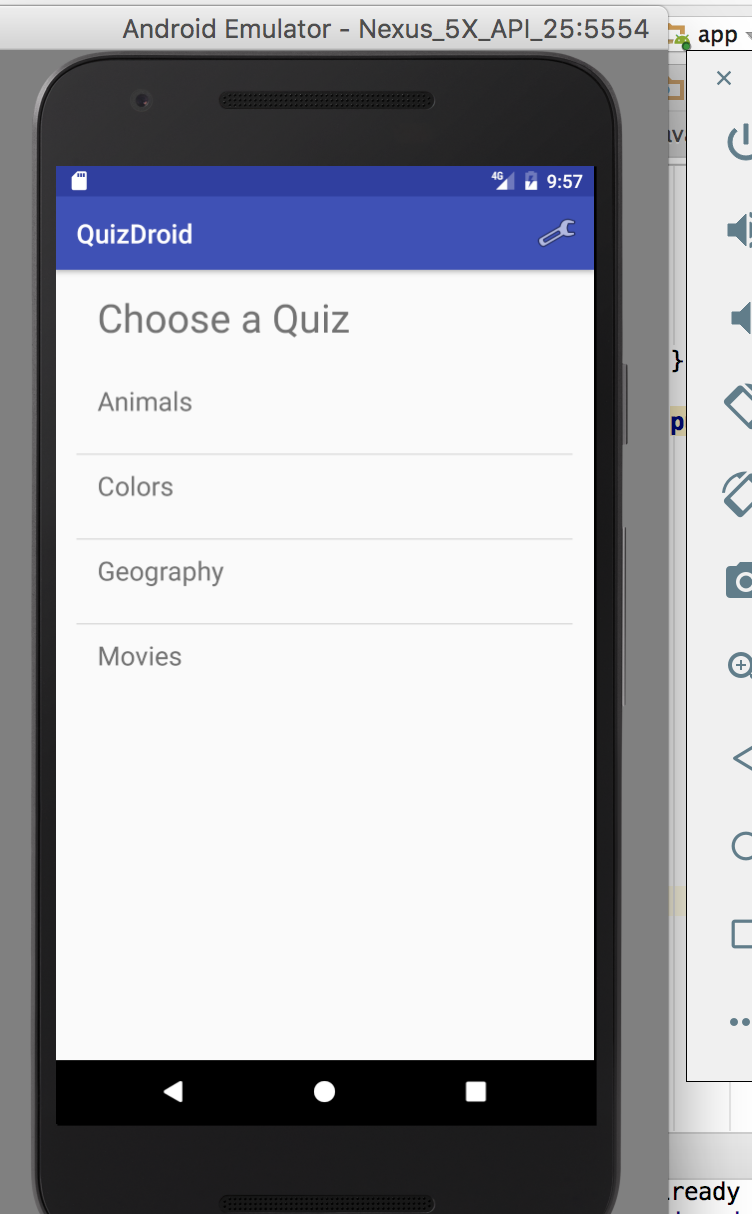 Android Emulator - Nexus_5X_API_25:5554
app
4G 9:57
QuizDroid
Choose a Quiz
}
Animals
p
Colors
Geography
Movies
ready